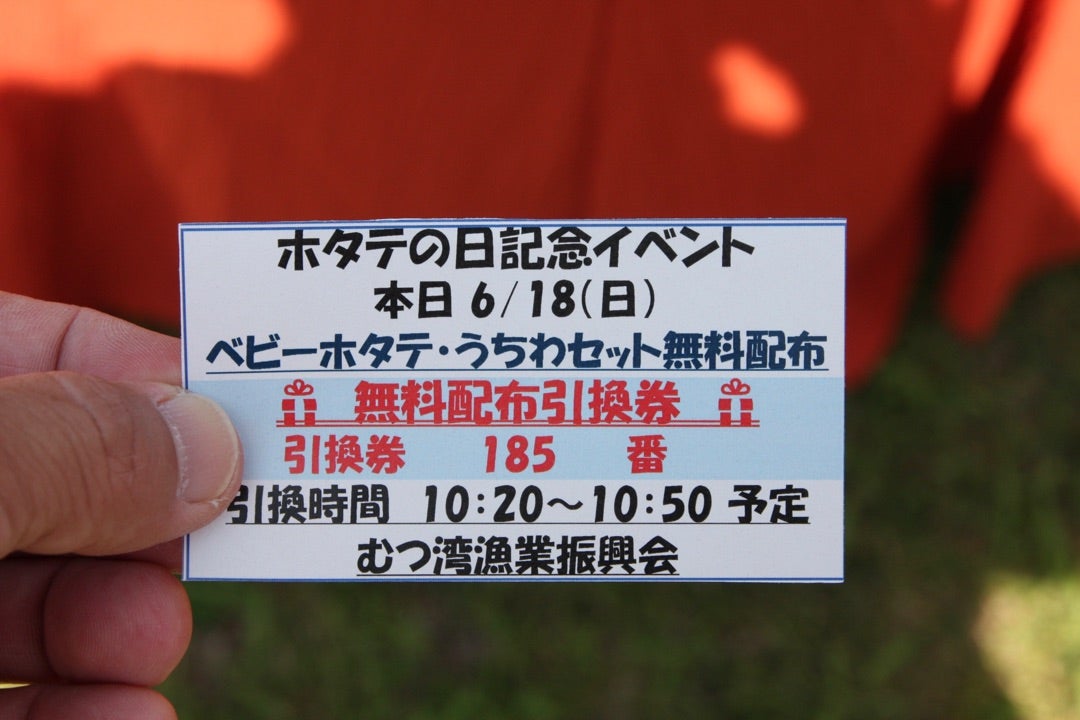 ホタテの日記念イベント
本日 6/18(日)
ベビーホタテ・うちわセット無料配布
無料配布引換券
引換券 185 番
引換時間 10:20～10:50 予定
むつ湾漁業振興会